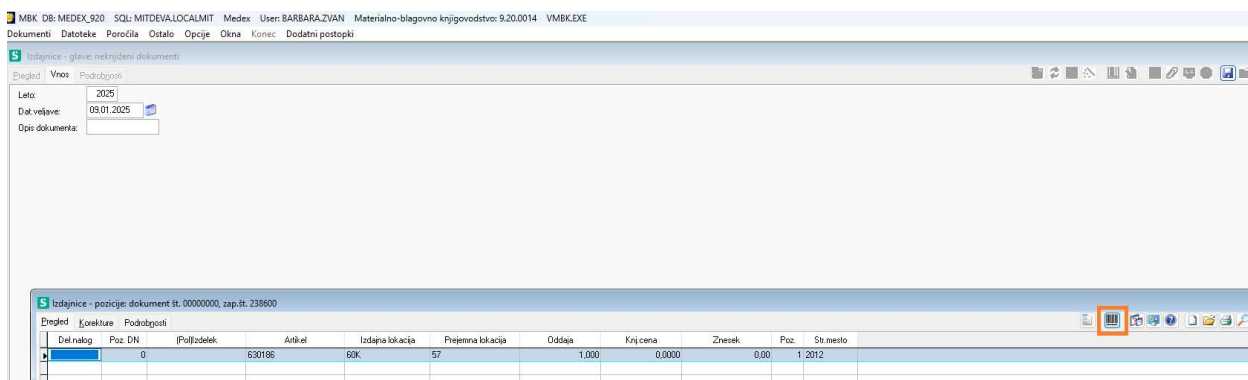 MBK DB: MEDEX_920 SQL: MITDEVA.LOCALMIT Medex User: BARBARA.ZVAN Materialno-blagovno knjigovodstvo: 9.20.0014 VMBK.EXE
Dokumenti Datoteke Poročila Ostalo Opcije Okna Konec Dodatni postopki
S Izdajnice - glave: neknjiženi dokumenti
Pregled Vnos Podrobnosti
Leto: 2025
Dat.veljave: 09.01.2025
Opis dokumenta:
S Izdajnice - pozicije: dokument št. 00000000, zap.št. 238600
Pregled Korekture Podrobnosti
Del.nalog Poz. DN (Pol)Izdelek Artikel Izdajna lokacija Prejemna lokacija Oddaja Knj.cena Znesek Poz. Str.mesto
0 630186 60K 57 1,000 0,0000 0,00 1 2012